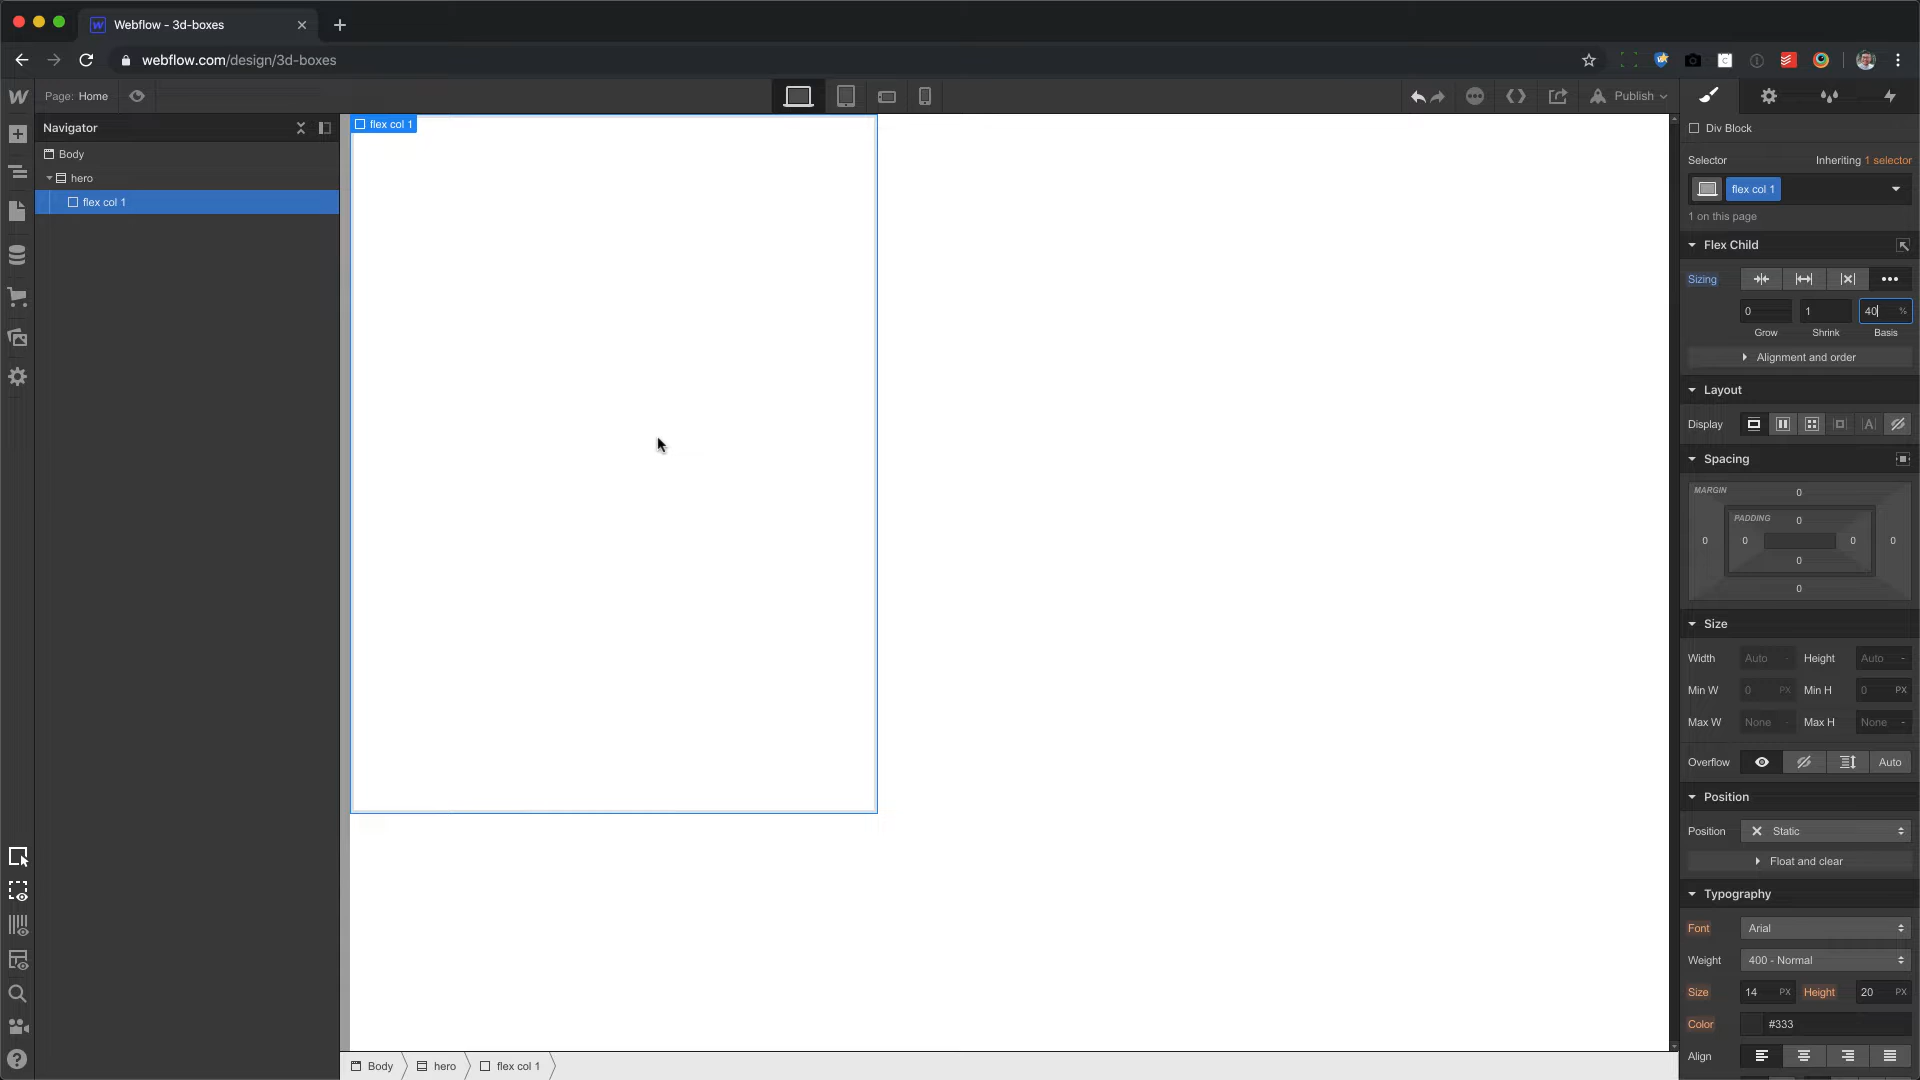 Webflow - 3d-boxes
webflow.com/design/3d-boxes
Page: Home
Publish
Navigator
Body
hero
flex col 1
flex col 1
Div Block
Selector
Inheriting 1 selector
flex col 1
1 on this page
Flex Child
Sizing
0 1 40 %
Grow Shrink Basis
Alignment and order
Layout
Display
Spacing
MARGIN 0
PADDING 0
0 0 0 0
0
0
Size
Width Auto - Height Auto -
Min W 0 PX Min H 0 PX
Max W None - Max H None -
Overflow Auto
Position
Position Static
Float and clear
Typography
Font Arial
Weight 400 - Normal
Size 14 PX Height 20 PX
Color #333
Align
Body hero flex col 1